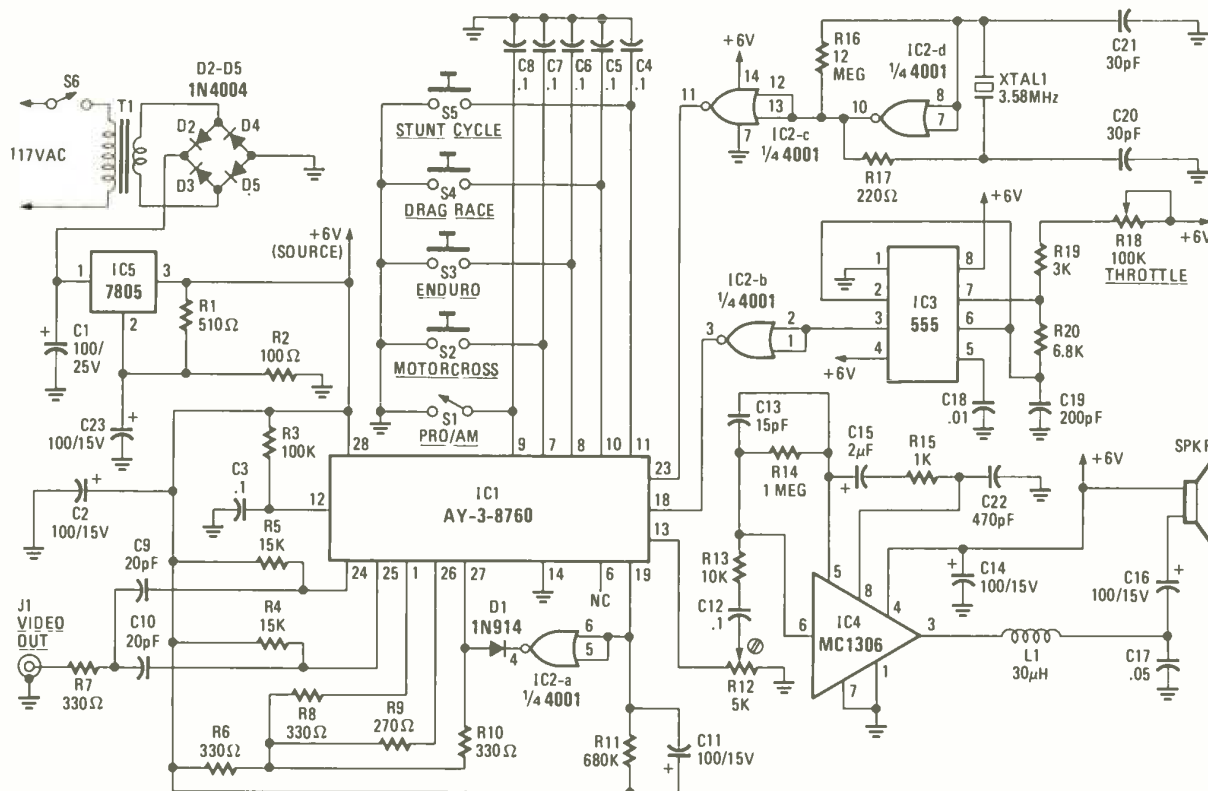 S6
117VAC
T1
D2-D5
1N4004
D2
D4
D3
D5
1
IC5
7805
3
2
C1
100/
25V
+
R1
510Ω
R2
100Ω
C23
100/15V
+
+6V
(SOURCE)
S5
STUNT CYCLE
S4
DRAG RACE
S3
ENDURO
S2
MOTORCROSS
S1
PRO/AM
C8
.1
C7
.1
C6
.1
C5
.1
C4
.1
+6V
14
11
12
13
7
IC2-c
¼ 4001
R16
12
MEG
IC2-d
¼ 4001
10
8
7
R17
220Ω
XTAL1
3.58MHz
C21
30pF
C20
30pF
IC2-b
¼ 4001
3
2
1
1
2
3
4
IC3
555
8
7
6
5
+6V
+6V
R19
3K
R18
100K
THROTTLE
+6V
R20
6.8K
C18
.01
C19
200pF
C2
100/15V
+
C3
.1
R3
100K
28
12
IC1
AY-3-8760
9
7
8
10
11
23
18
13
24
25
1
26
27
14
6
NC
19
R5
15K
C9
20pF
R4
15K
C10
20pF
J1
VIDEO
OUT
R7
330Ω
R6
330Ω
R8
330Ω
R9
270Ω
R10
330Ω
D1
1N914
4
6
5
IC2-a
¼ 4001
R11
680K
C11
100/15V
+
C13
15pF
R14
1 MEG
C15
2µF
+
R15
1K
C22
470pF
R13
10K
C12
.1
R12
5K
6
5
8
4
IC4
MC1306
3
7
1
C14
100/15V
+
+6V
SPKR
C16
100/15V
+
L1
30µH
C17
.05